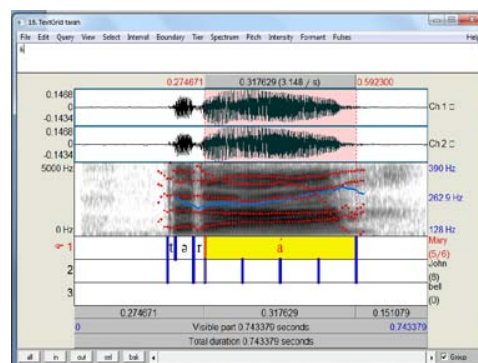 16. TextGrid twan
File Edit Query View Select Interval Boundary Tier Spectrum Pitch Intensity Formant Pulses
á
0.274671 0.317629 (3.148 / s) 0.592300
0.1468
0
-0.1434
Ch 1
0.1468
0
-0.1434
Ch 2
5000 Hz 390 Hz
262.9 Hz
0 Hz 128 Hz
1 t ə r á Mary
(5/6)
2 John
(8)
3 bell
(0)
0.274671 0.317629 0.151079
0 Visible part 0.743379 seconds 0.743379
Total duration 0.743379 seconds
all in out sel bak Group